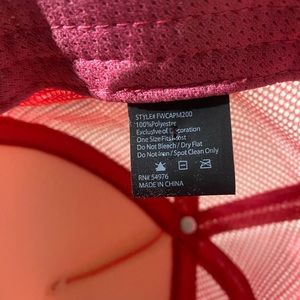 STYLE# FWCAPM200
100%Polyester
Exclusive of Decoration
One Size Fits Most
Do Not Bleach / Dry Flat
Do Not Iron / Spot Clean Only
RN# 54976
MADE IN CHINA